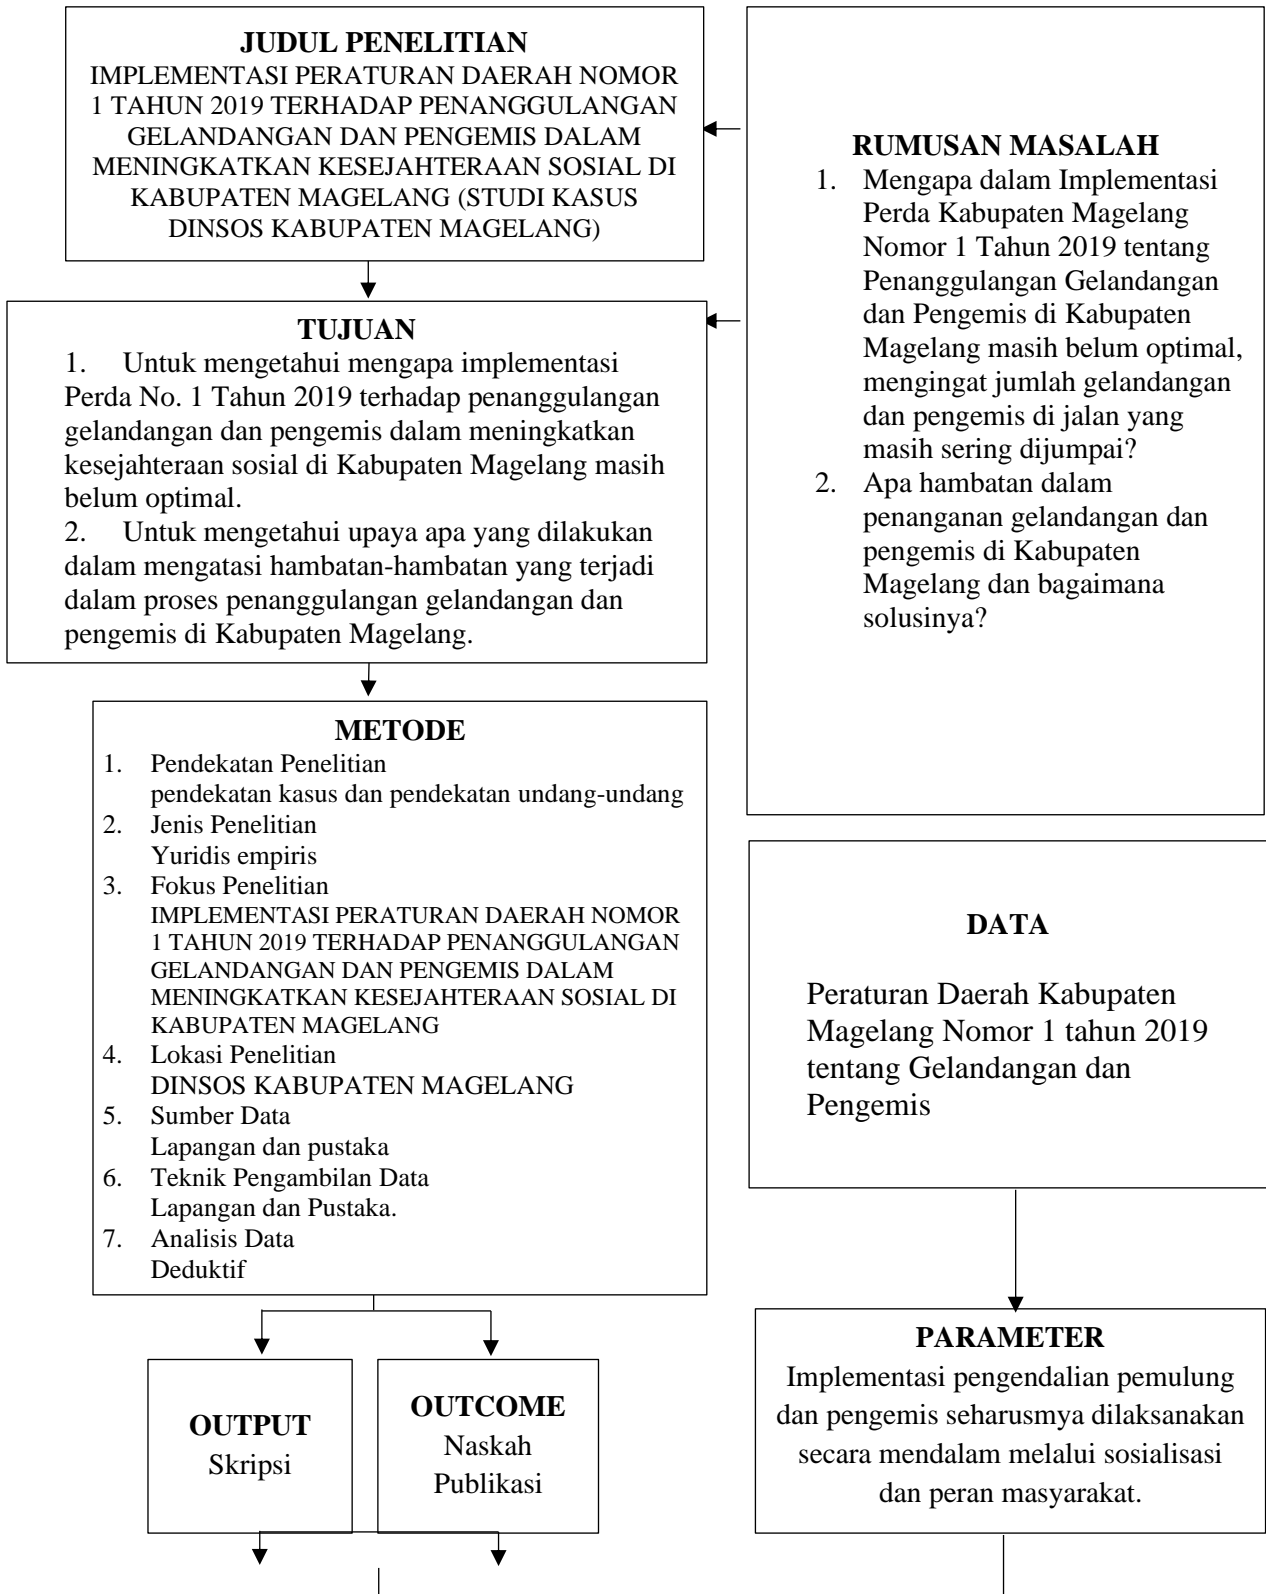 JUDUL PENELITIAN
IMPLEMENTASI PERATURAN DAERAH NOMOR
1 TAHUN 2019 TERHADAP PENANGGULANGAN
GELANDANGAN DAN PENGEMIS DALAM
MENINGKATKAN KESEJAHTERAAN SOSIAL DI
KABUPATEN MAGELANG (STUDI KASUS
DINSOS KABUPATEN MAGELANG)
RUMUSAN MASALAH
1. Mengapa dalam Implementasi
Perda Kabupaten Magelang
Nomor 1 Tahun 2019 tentang
Penanggulangan Gelandangan
dan Pengemis di Kabupaten
Magelang masih belum optimal,
mengingat jumlah gelandangan
dan pengemis di jalan yang
masih sering dijumpai?
2. Apa hambatan dalam
penanganan gelandangan dan
pengemis di Kabupaten
Magelang dan bagaimana
solusinya?
TUJUAN
1. Untuk mengetahui mengapa implementasi
Perda No. 1 Tahun 2019 terhadap penanggulangan
gelandangan dan pengemis dalam meningkatkan
kesejahteraan sosial di Kabupaten Magelang masih
belum optimal.
2. Untuk mengetahui upaya apa yang dilakukan
dalam mengatasi hambatan-hambatan yang terjadi
dalam proses penanggulangan gelandangan dan
pengemis di Kabupaten Magelang.
METODE
1. Pendekatan Penelitian
pendekatan kasus dan pendekatan undang-undang
2. Jenis Penelitian
Yuridis empiris
3. Fokus Penelitian
IMPLEMENTASI PERATURAN DAERAH NOMOR
1 TAHUN 2019 TERHADAP PENANGGULANGAN
GELANDANGAN DAN PENGEMIS DALAM
MENINGKATKAN KESEJAHTERAAN SOSIAL DI
KABUPATEN MAGELANG
4. Lokasi Penelitian
DINSOS KABUPATEN MAGELANG
5. Sumber Data
Lapangan dan pustaka
6. Teknik Pengambilan Data
Lapangan dan Pustaka.
7. Analisis Data
Deduktif
DATA
Peraturan Daerah Kabupaten
Magelang Nomor 1 tahun 2019
tentang Gelandangan dan
Pengemis
PARAMETER
Implementasi pengendalian pemulung
dan pengemis seharusmya dilaksanakan
secara mendalam melalui sosialisasi
dan peran masyarakat.
OUTPUT
Skripsi
OUTCOME
Naskah
Publikasi